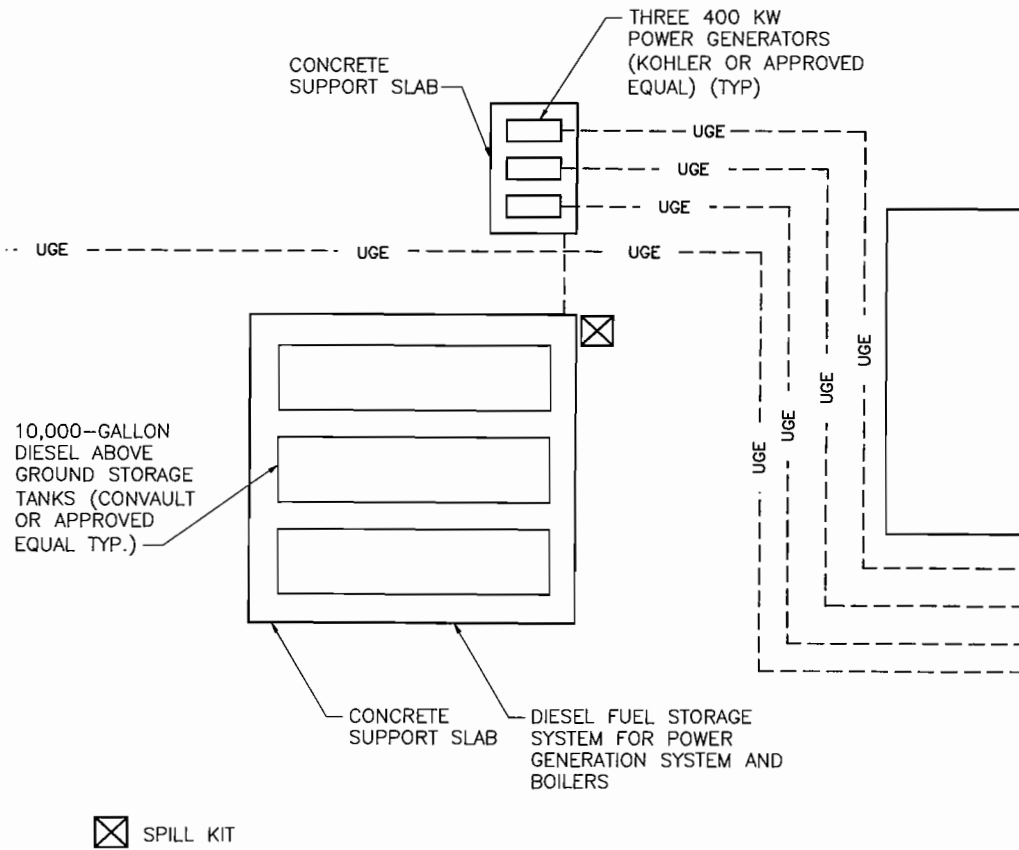 THREE 400 KW
POWER GENERATORS
(KOHLER OR APPROVED
EQUAL) (TYP)
CONCRETE
SUPPORT SLAB
UGE
UGE
UGE
UGE
UGE
UGE
UGE
UGE
UGE
UGE
10,000-GALLON
DIESEL ABOVE
GROUND STORAGE
TANKS (CONVAULT
OR APPROVED
EQUAL TYP.)
CONCRETE
SUPPORT SLAB
DIESEL FUEL STORAGE
SYSTEM FOR POWER
GENERATION SYSTEM AND
BOILERS
SPILL KIT